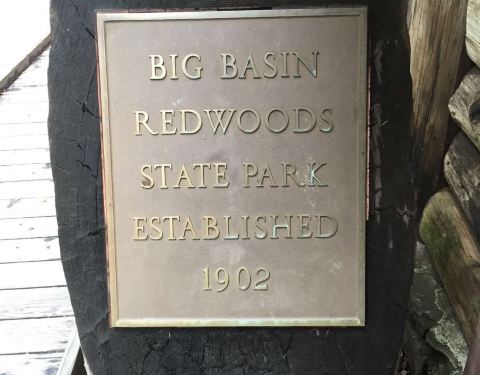 BIG BASIN
REDWOODS
STATE PARK
ESTABLISHED
1902